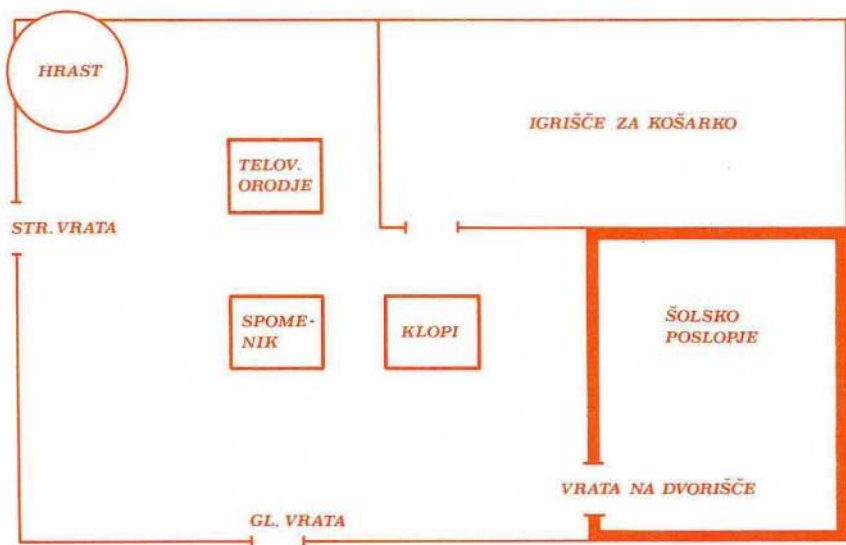 HRAST
IGRIŠČE ZA KOŠARKO
TELOV.
ORODJE
STR. VRATA
SPOME-
NIK
KLOPI
ŠOLSKO
POSLOPJE
VRATA NA DVORIŠČE
GL. VRATA